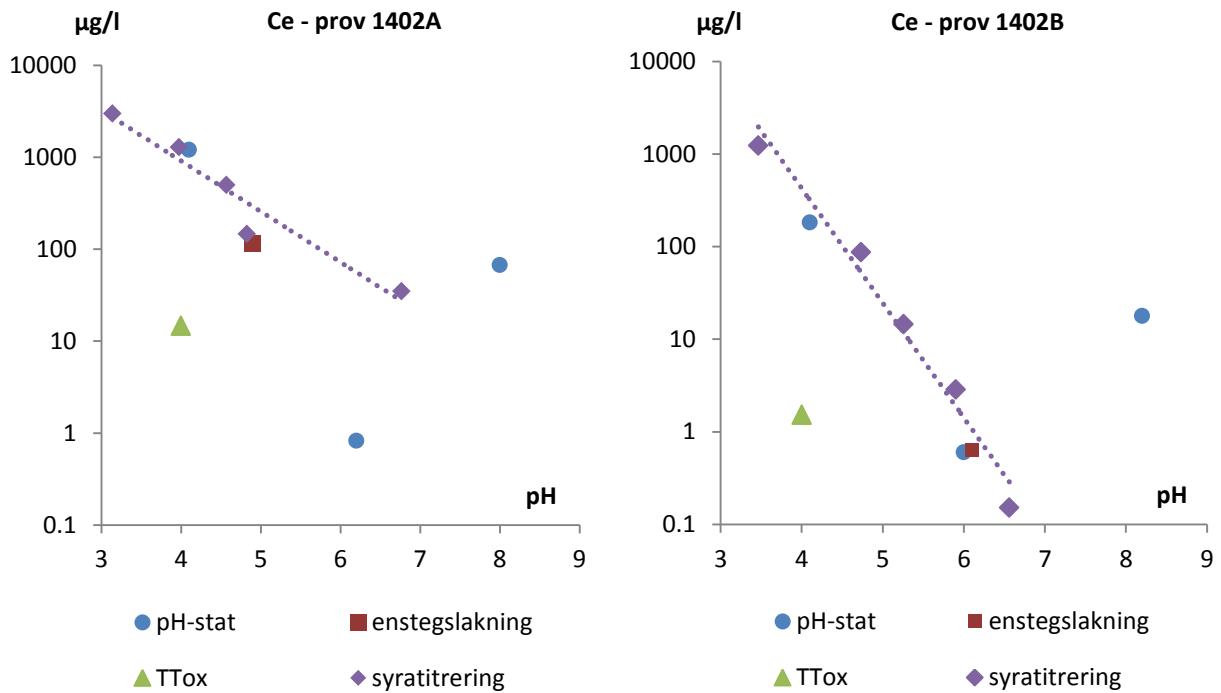 µg/l
Ce - prov 1402A
10000
1000
100
10
1
0.1
pH
3 4 5 6 7 8 9
pH-stat
enstegslakning
TTox
syratitrering
µg/l
Ce - prov 1402B
10000
1000
100
10
1
0.1
pH
3 4 5 6 7 8 9
pH-stat
enstegslakning
TTox
syratitrering